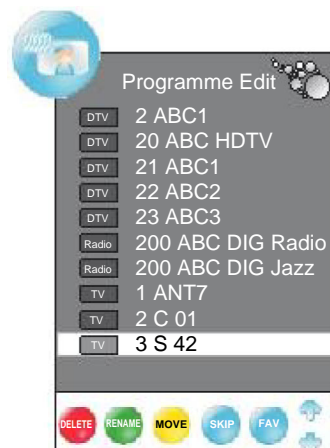 Programme Edit
DTV 2 ABC1
DTV 20 ABC HDTV
DTV 21 ABC1
DTV 22 ABC2
DTV 23 ABC3
Radio 200 ABC DIG Radio
Radio 200 ABC DIG Jazz
TV 1 ANT7
TV 2 C 01
TV 3 S 42
DELETE RENAME MOVE SKIP FAV